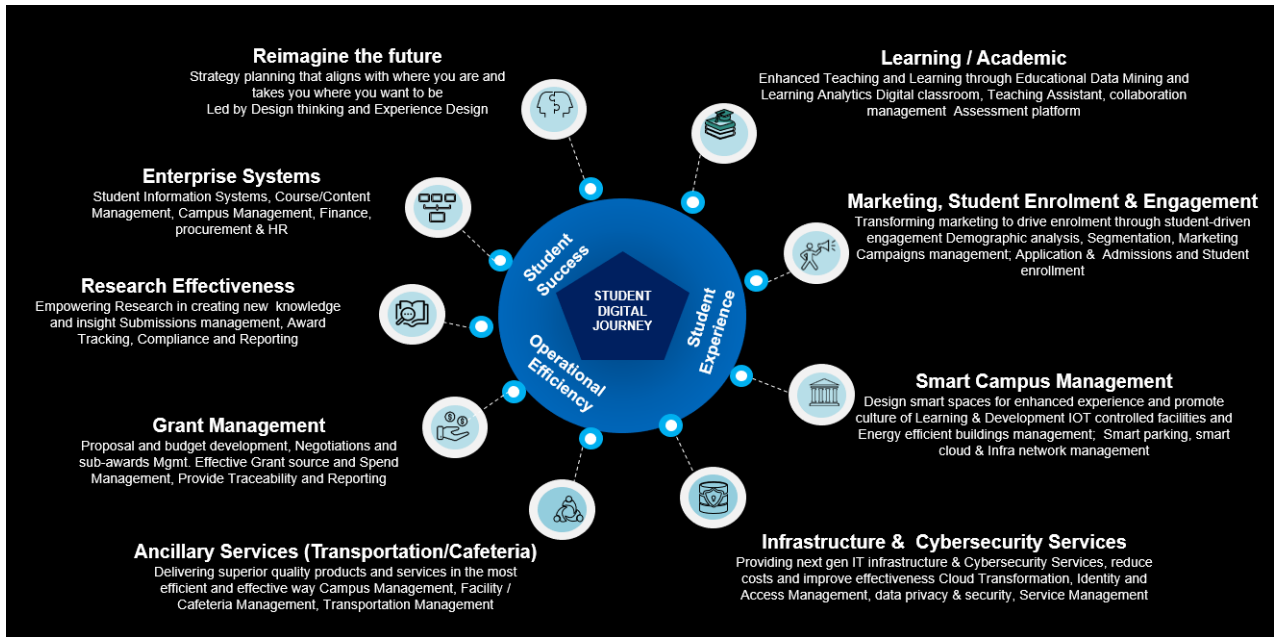 Reimagine the future
Strategy planning that aligns with where you are and
takes you where you want to be
Led by Design thinking and Experience Design
Enterprise Systems
Student Information Systems, Course/Content
Management, Campus Management, Finance,
procurement & HR
Research Effectiveness
Empowering Research in creating new knowledge
and insight Submissions management, Award
Tracking, Compliance and Reporting
Grant Management
Proposal and budget development, Negotiations and
sub-awards Mgmt. Effective Grant source and Spend
Management, Provide Traceability and Reporting
Ancillary Services (Transportation/Cafeteria)
Delivering superior quality products and services in the most
efficient and effective way Campus Management, Facility /
Cafeteria Management, Transportation Management
Student
Success
STUDENT
DIGITAL
JOURNEY
Student
Experience
Operational
Efficiency
Learning / Academic
Enhanced Teaching and Learning through Educational Data Mining and
Learning Analytics Digital classroom, Teaching Assistant, collaboration
management Assessment platform
Marketing, Student Enrolment & Engagement
Transforming marketing to drive enrolment through student-driven
engagement Demographic analysis, Segmentation, Marketing
Campaigns management; Application & Admissions and Student
enrollment
Smart Campus Management
Design smart spaces for enhanced experience and promote
culture of Learning & Development IOT controlled facilities and
Energy efficient buildings management; Smart parking, smart
cloud & Infra network management
Infrastructure & Cybersecurity Services
Providing next gen IT infrastructure & Cybersecurity Services, reduce
costs and improve effectiveness Cloud Transformation, Identity and
Access Management, data privacy & security, Service Management